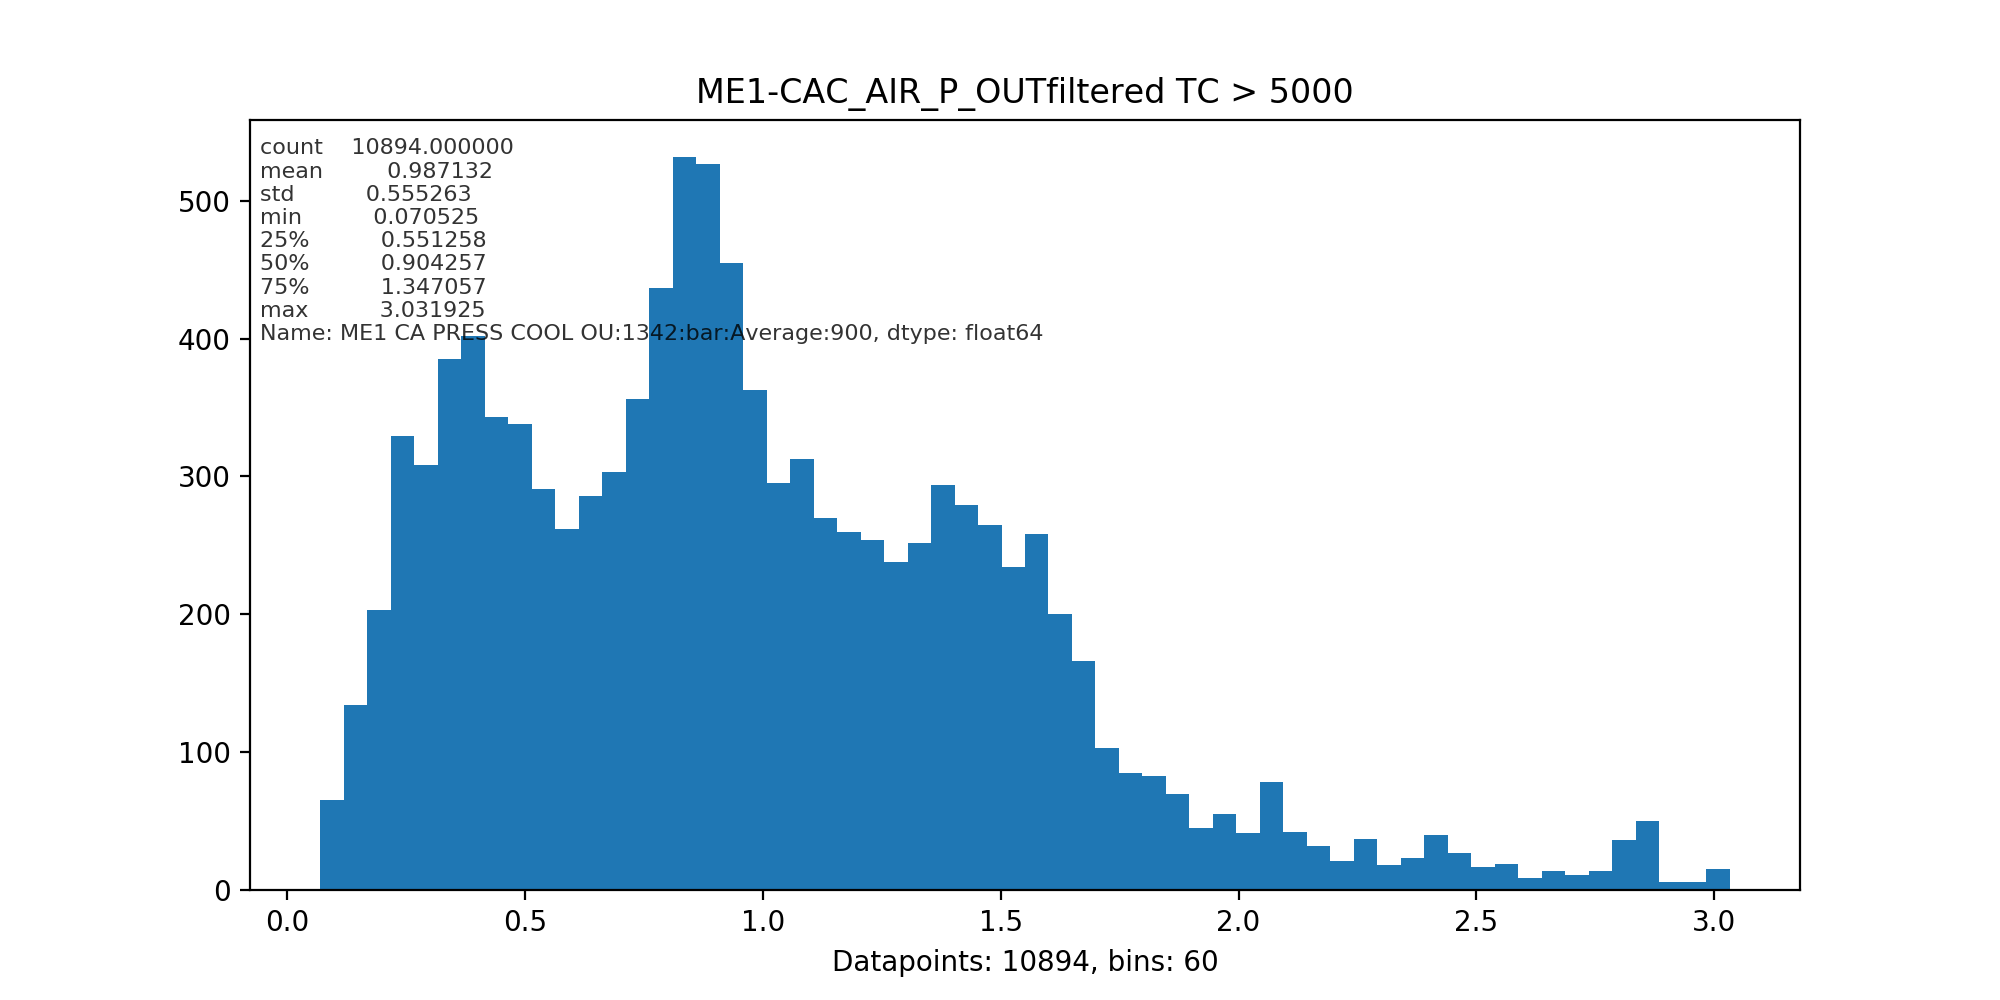 ME1-CAC_AIR_P_OUTfiltered TC > 5000
count 10894.000000
mean 0.987132
std 0.555263
min 0.070525
25% 0.551258
50% 0.904257
75% 1.347057
max 3.031925
Name: ME1 CA PRESS COOL OU:1342:bar:Average:900, dtype: float64
500
400
300
200
100
0
0.0 0.5 1.0 1.5 2.0 2.5 3.0
Datapoints: 10894, bins: 60